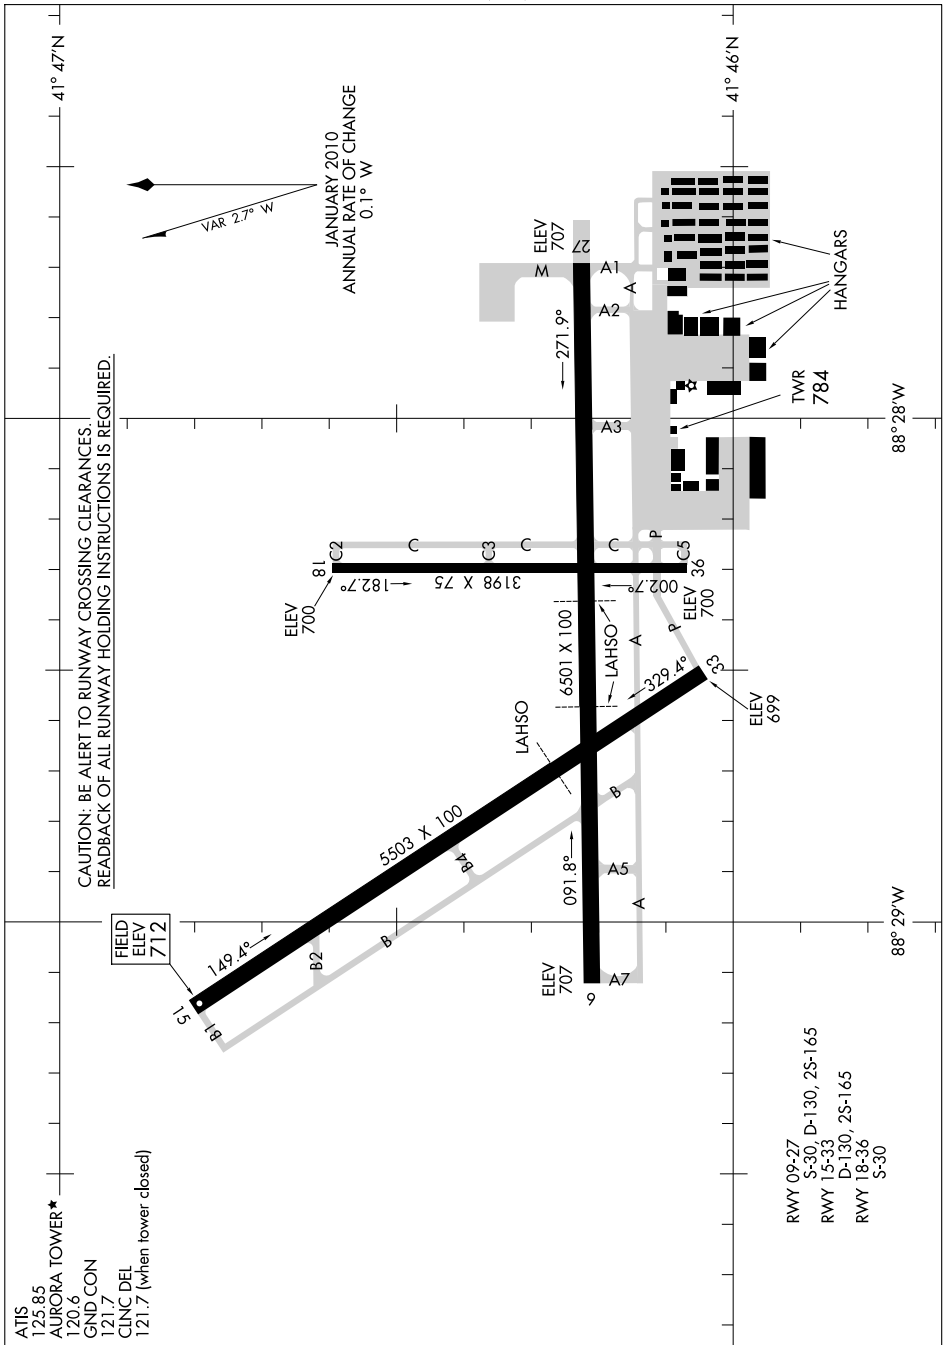 ATIS
125.85
AURORA TOWER★
120.6
GND CON
121.7
CLNC DEL
121.7 (when tower closed)
CAUTION: BE ALERT TO RUNWAY CROSSING CLEARANCES.
READBACK OF ALL RUNWAY HOLDING INSTRUCTIONS IS REQUIRED.
JANUARY 2010
ANNUAL RATE OF CHANGE
0.1° W
VAR 2.7° W
41° 47'N
41° 46'N
88° 28'W
88° 29'W
FIELD
ELEV
712
15
149.4°
5503 X 100
329.4°
33
ELEV
699
B1
B2
B
B4
B
LAHSO
LAHSO
18
ELEV
700
182.7°
3198 X 75
002.7°
36
ELEV
700
C2
C
C3
C
C
C5
P
P
ELEV
707
9
091.8°
6501 X 100
271.9°
27
ELEV
707
W
A1
A
A2
A3
A
A5
A
A7
TWR
784
HANGARS
RWY 09-27
S-30, D-130, 2S-165
RWY 15-33
D-130, 2S-165
RWY 18-36
S-30